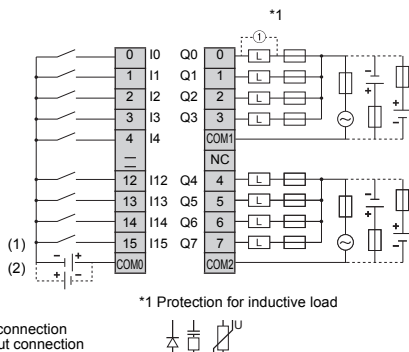 *1
1
0 I0 Q0 0 L
1 I1 Q1 1 L
2 I2 Q2 2 L
3 I3 Q3 3 L
4 I4 COM1
NC
12 I12 Q4 4 L
13 I13 Q5 5 L
14 I14 Q6 6 L
(1) 15 I15 Q7 7 L
(2) COM0 COM2
*1 Protection for inductive load
connection
ut connection
U